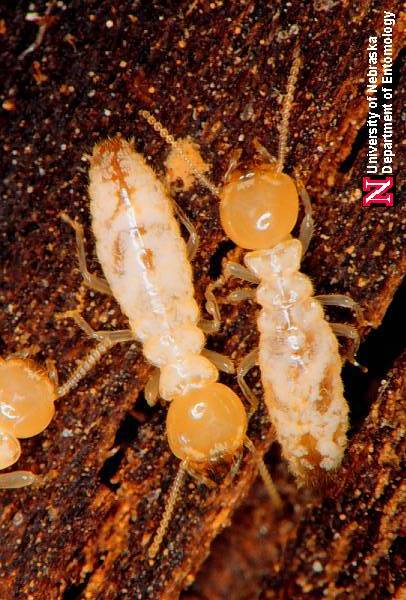 University of Nebraska
Department of Entomology
N